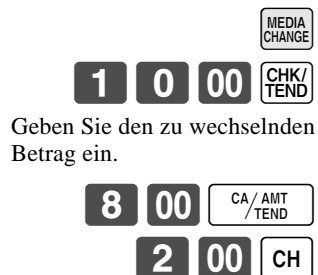 MEDIA
CHANGE
1 0 00 CHK/
TEND
Geben Sie den zu wechselnden
Betrag ein.
8 00 CA/AMT
/TEND
2 00 CH